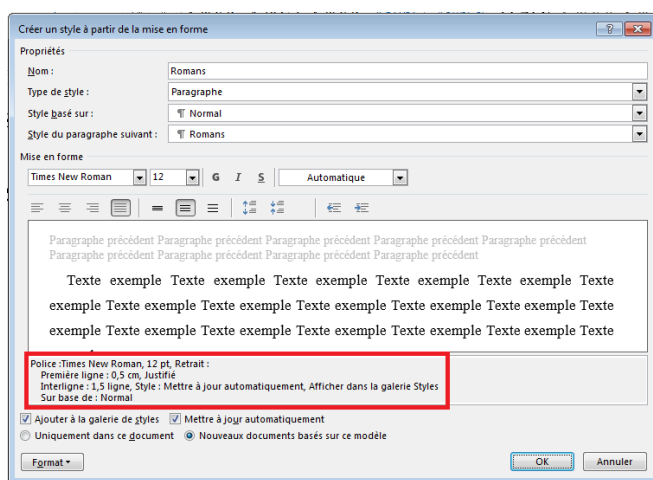 Créer un style à partir de la mise en forme
Propriétés
Nom : Romans
Type de style : Paragraphe
Style basé sur : ¶ Normal
Style du paragraphe suivant : ¶ Romans
Mise en forme
Times New Roman 12 G I S Automatique
Paragraphe précédent Paragraphe précédent Paragraphe précédent Paragraphe précédent Paragraphe précédent
Paragraphe précédent Paragraphe précédent Paragraphe précédent Paragraphe précédent
Texte exemple Texte exemple Texte exemple Texte exemple Texte exemple Texte
exemple Texte exemple Texte exemple Texte exemple Texte exemple Texte exemple Texte
exemple Texte exemple Texte exemple Texte exemple Texte exemple Texte exemple Texte
Police :Times New Roman, 12 pt, Retrait :
Première ligne : 0,5 cm, Justifié
Interligne : 1,5 ligne, Style : Mettre à jour automatiquement, Afficher dans la galerie Styles
Sur base de : Normal
Ajouter à la galerie de styles Mettre à jour automatiquement
Uniquement dans ce document Nouveaux documents basés sur ce modèle
Format OK Annuler